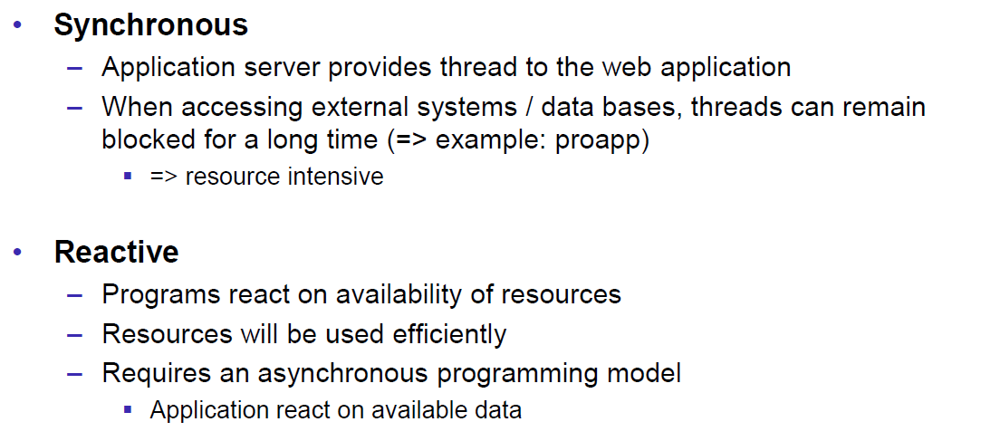 • Synchronous
– Application server provides thread to the web application
– When accessing external systems / data bases, threads can remain
blocked for a long time (=> example: proapp)
▪ => resource intensive
• Reactive
– Programs react on availability of resources
– Resources will be used efficiently
– Requires an asynchronous programming model
▪ Application react on available data